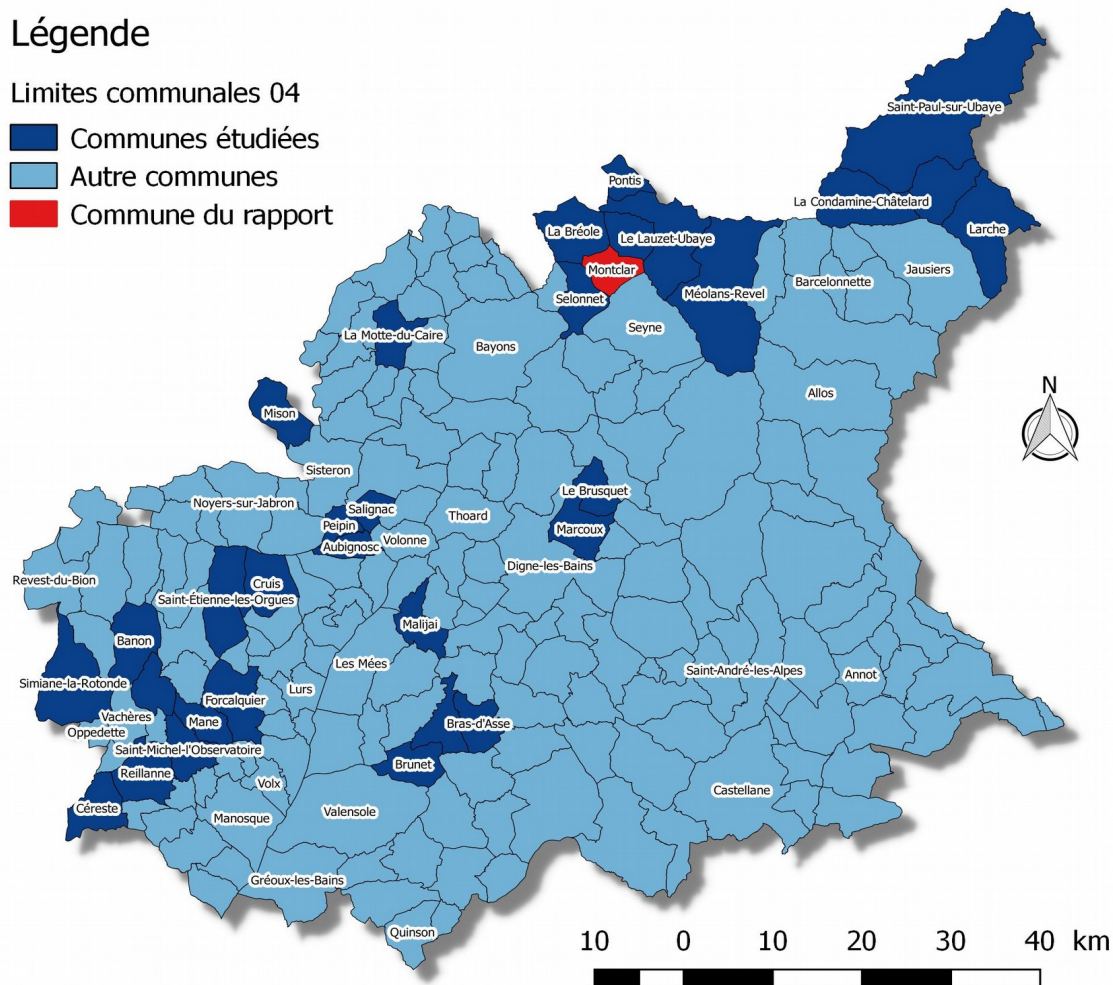 Légende
Limites communales 04
Communes étudiées
Autre communes
Commune du rapport
Saint-Paul-sur-Ubaye
Pontis
La Condamine-Châtelard
La Bréole
Le Lauzet-Ubaye
Larche
Montclar
Jausiers
Barcelonnette
Méolans-Revel
Selonnet
Seyne
La Motte-du-Caire
Bayons
Allos
N
Mison
Sisteron
Le Brusquet
Noyers-sur-Jabron
Salignac
Thoard
Peipin
Marcoux
Volonne
Aubignosc
Digne-les-Bains
Revest-du-Bion
Cruis
Saint-Étienne-les-Orgues
Malijai
Banon
Les Mées
Saint-André-les-Alpes
Annot
Simiane-la-Rotonde
Lurs
Forcalquier
Vachères
Mane
Bras-d'Asse
Oppedette
Saint-Michel-l'Observatoire
Brunet
Reillanne
Volx
Castellane
Céreste
Manosque
Valensole
Gréoux-les-Bains
Quinson
10 0 10 20 30 40 km